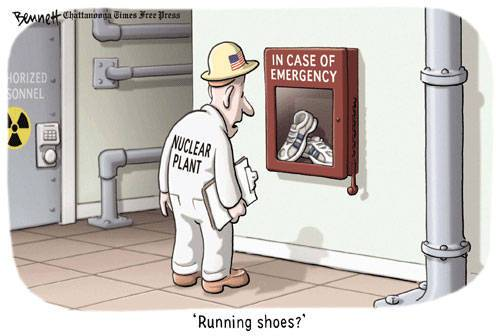 Bennett Chattanooga Times Free Press
HORIZED
SONNEL
IN CASE OF
EMERGENCY
NUCLEAR
PLANT
'Running shoes?'